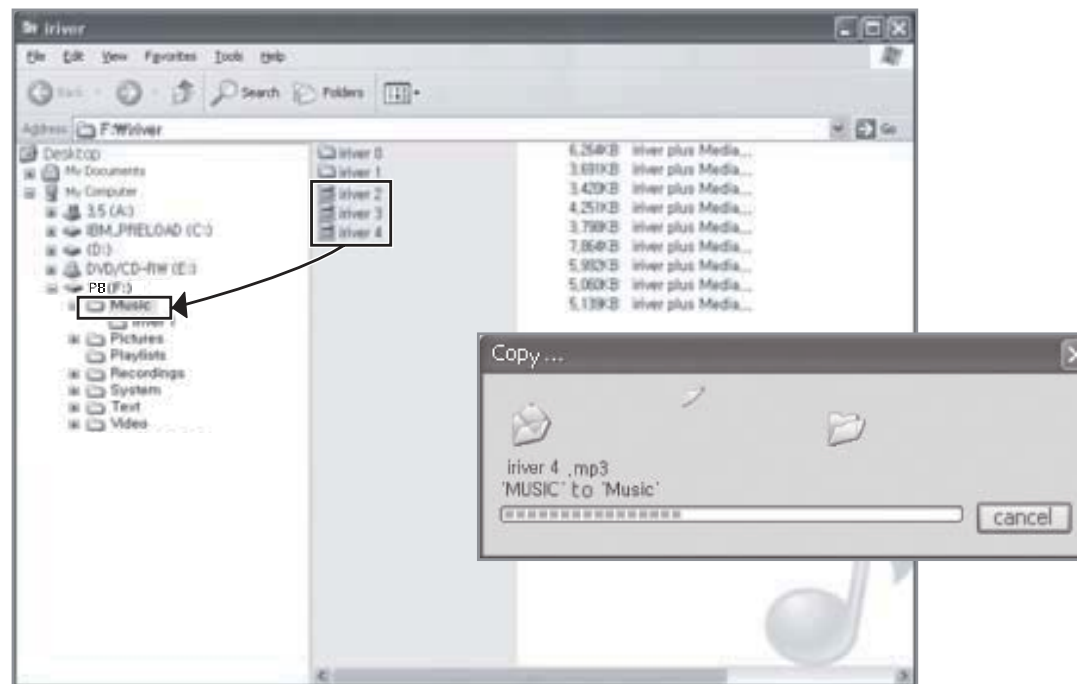 iriver
File Edit View Favorites Tools Help
Back Search Folders
Address F:\Wiriver Go
Desktop
My Documents
My Computer
3.5 (A:)
IBM_PRELOAD (C:)
(D:)
DVD/CD-RW (E:)
P8(F:)
Music
iriver 1
Pictures
Playlists
Recordings
System
Text
Video
iriver 0
iriver 1
iriver 2
iriver 3
iriver 4
6,264KB iriver plus Media...
3,691KB iriver plus Media...
3,420KB iriver plus Media...
4,251KB iriver plus Media...
3,798KB iriver plus Media...
7,864KB iriver plus Media...
5,992KB iriver plus Media...
5,060KB iriver plus Media...
5,139KB iriver plus Media...
Copy ...
iriver 4 .mp3
'MUSIC' to 'Music'
cancel